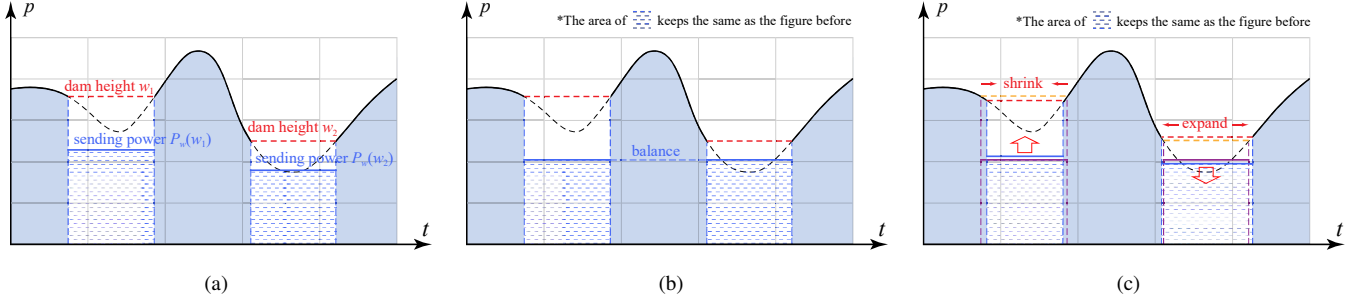 p
dam height w₁
sending power Pw(w₁)
dam height w₂
sending power Pw(w₂)
t
(a)
p
*The area of keeps the same as the figure before
balance
t
(b)
p
*The area of keeps the same as the figure before
shrink
expand
t
(c)